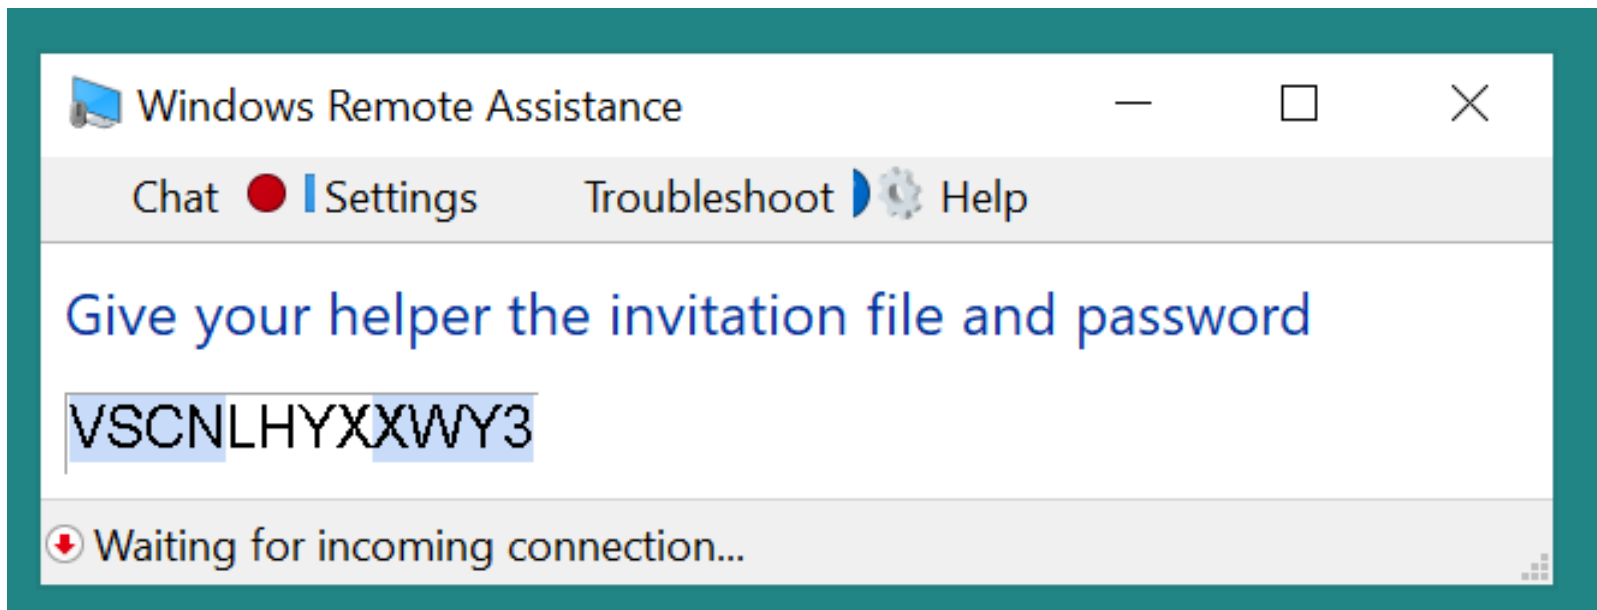 Windows Remote Assistance
Chat Settings Troubleshoot Help
Give your helper the invitation file and password
VSCNLHYXXWY3
Waiting for incoming connection...